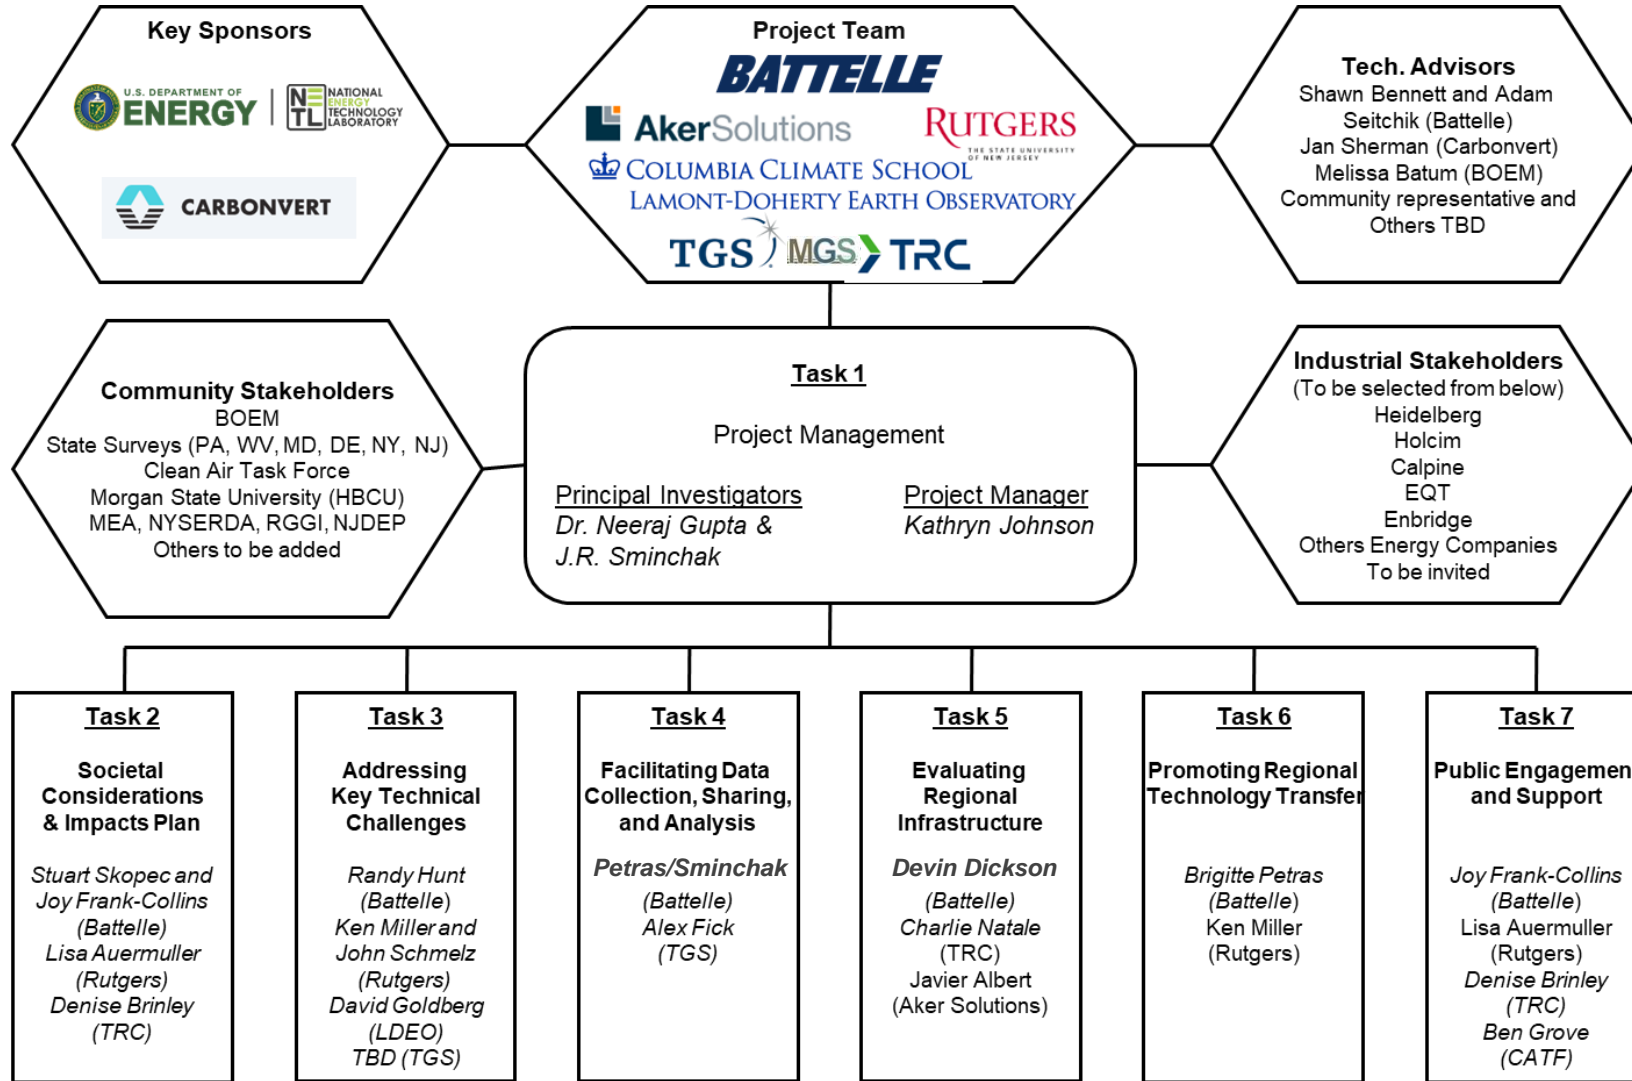 Key Sponsors
U.S. DEPARTMENT OF
ENERGY
NE
TL
NATIONAL
ENERGY
TECHNOLOGY
LABORATORY
CARBONVERT
Project Team
BATTELLE
AkerSolutions
RUTGERS
THE STATE UNIVERSITY
OF NEW JERSEY
COLUMBIA CLIMATE SCHOOL
LAMONT-DOHERTY EARTH OBSERVATORY
TGS
MGS
TRC
Tech. Advisors
Shawn Bennett and Adam
Seitchik (Battelle)
Jan Sherman (Carbonvert)
Melissa Batum (BOEM)
Community representative and
Others TBD
Community Stakeholders
BOEM
State Surveys (PA, WV, MD, DE, NY, NJ)
Clean Air Task Force
Morgan State University (HBCU)
MEA, NYSERDA, RGGI, NJDEP
Others to be added
Task 1
Project Management
Principal Investigators
Dr. Neeraj Gupta &
J.R. Sminchak
Project Manager
Kathryn Johnson
Industrial Stakeholders
(To be selected from below)
Heidelberg
Holcim
Calpine
EQT
Enbridge
Others Energy Companies
To be invited
Task 2
Societal
Considerations
& Impacts Plan
Stuart Skopec and
Joy Frank-Collins
(Battelle)
Lisa Auermuller
(Rutgers)
Denise Brinley
(TRC)
Task 3
Addressing
Key Technical
Challenges
Randy Hunt
(Battelle)
Ken Miller and
John Schmelz
(Rutgers)
David Goldberg
(LDEO)
TBD (TGS)
Task 4
Facilitating Data
Collection, Sharing,
and Analysis
Petras/Sminchak
(Battelle)
Alex Fick
(TGS)
Task 5
Evaluating
Regional
Infrastructure
Devin Dickson
(Battelle)
Charlie Natale
(TRC)
Javier Albert
(Aker Solutions)
Task 6
Promoting Regional
Technology Transfer
Brigitte Petras
(Battelle)
Ken Miller
(Rutgers)
Task 7
Public Engagemen
and Support
Joy Frank-Collins
(Battelle)
Lisa Auermuller
(Rutgers)
Denise Brinley
(TRC)
Ben Grove
(CATF)